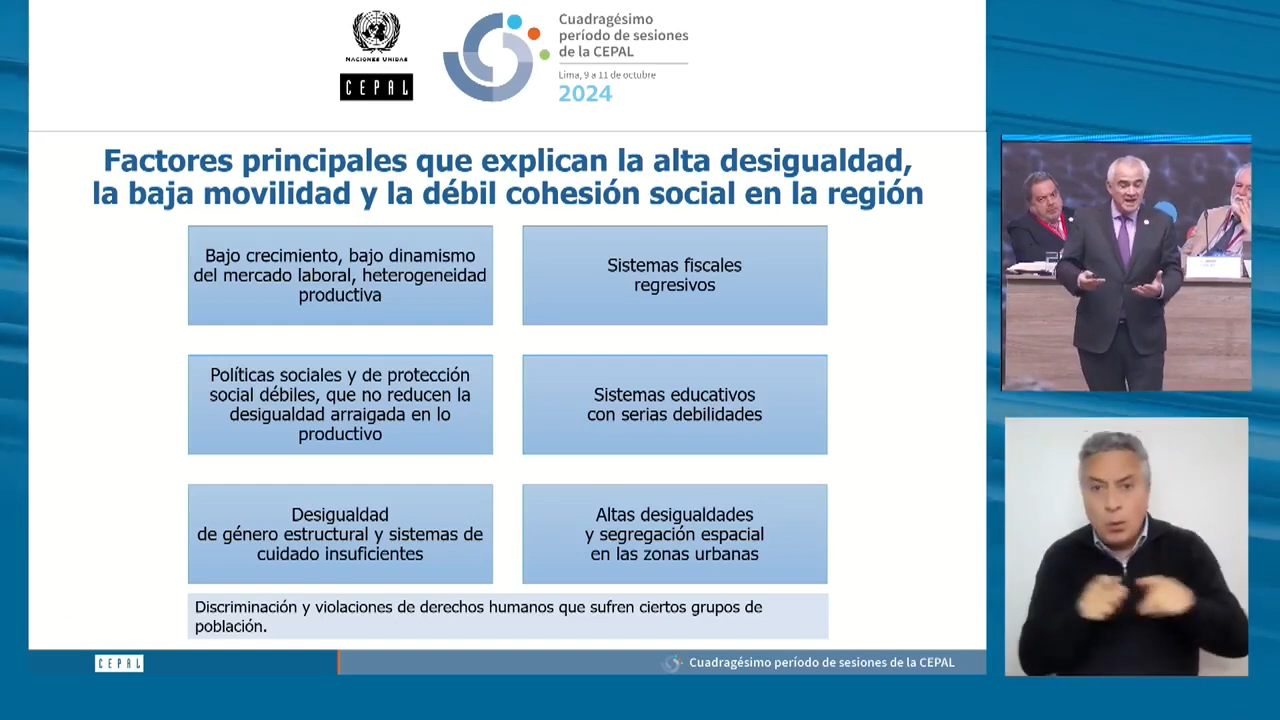 NACIONES UNIDAS
CEPAL
Cuadragésimo
período de sesiones
de la CEPAL
Lima, 9 a 11 de octubre
2024
Factores principales que explican la alta desigualdad,
la baja movilidad y la débil cohesión social en la región
Bajo crecimiento, bajo dinamismo
del mercado laboral, heterogeneidad
productiva
Sistemas fiscales
regresivos
Políticas sociales y de protección
social débiles, que no reducen la
desigualdad arraigada en lo
productivo
Sistemas educativos
con serias debilidades
Desigualdad
de género estructural y sistemas de
cuidado insuficientes
Altas desigualdades
y segregación espacial
en las zonas urbanas
Discriminación y violaciones de derechos humanos que sufren ciertos grupos de
población.
CEPAL
Cuadragésimo período de sesiones de la CEPAL